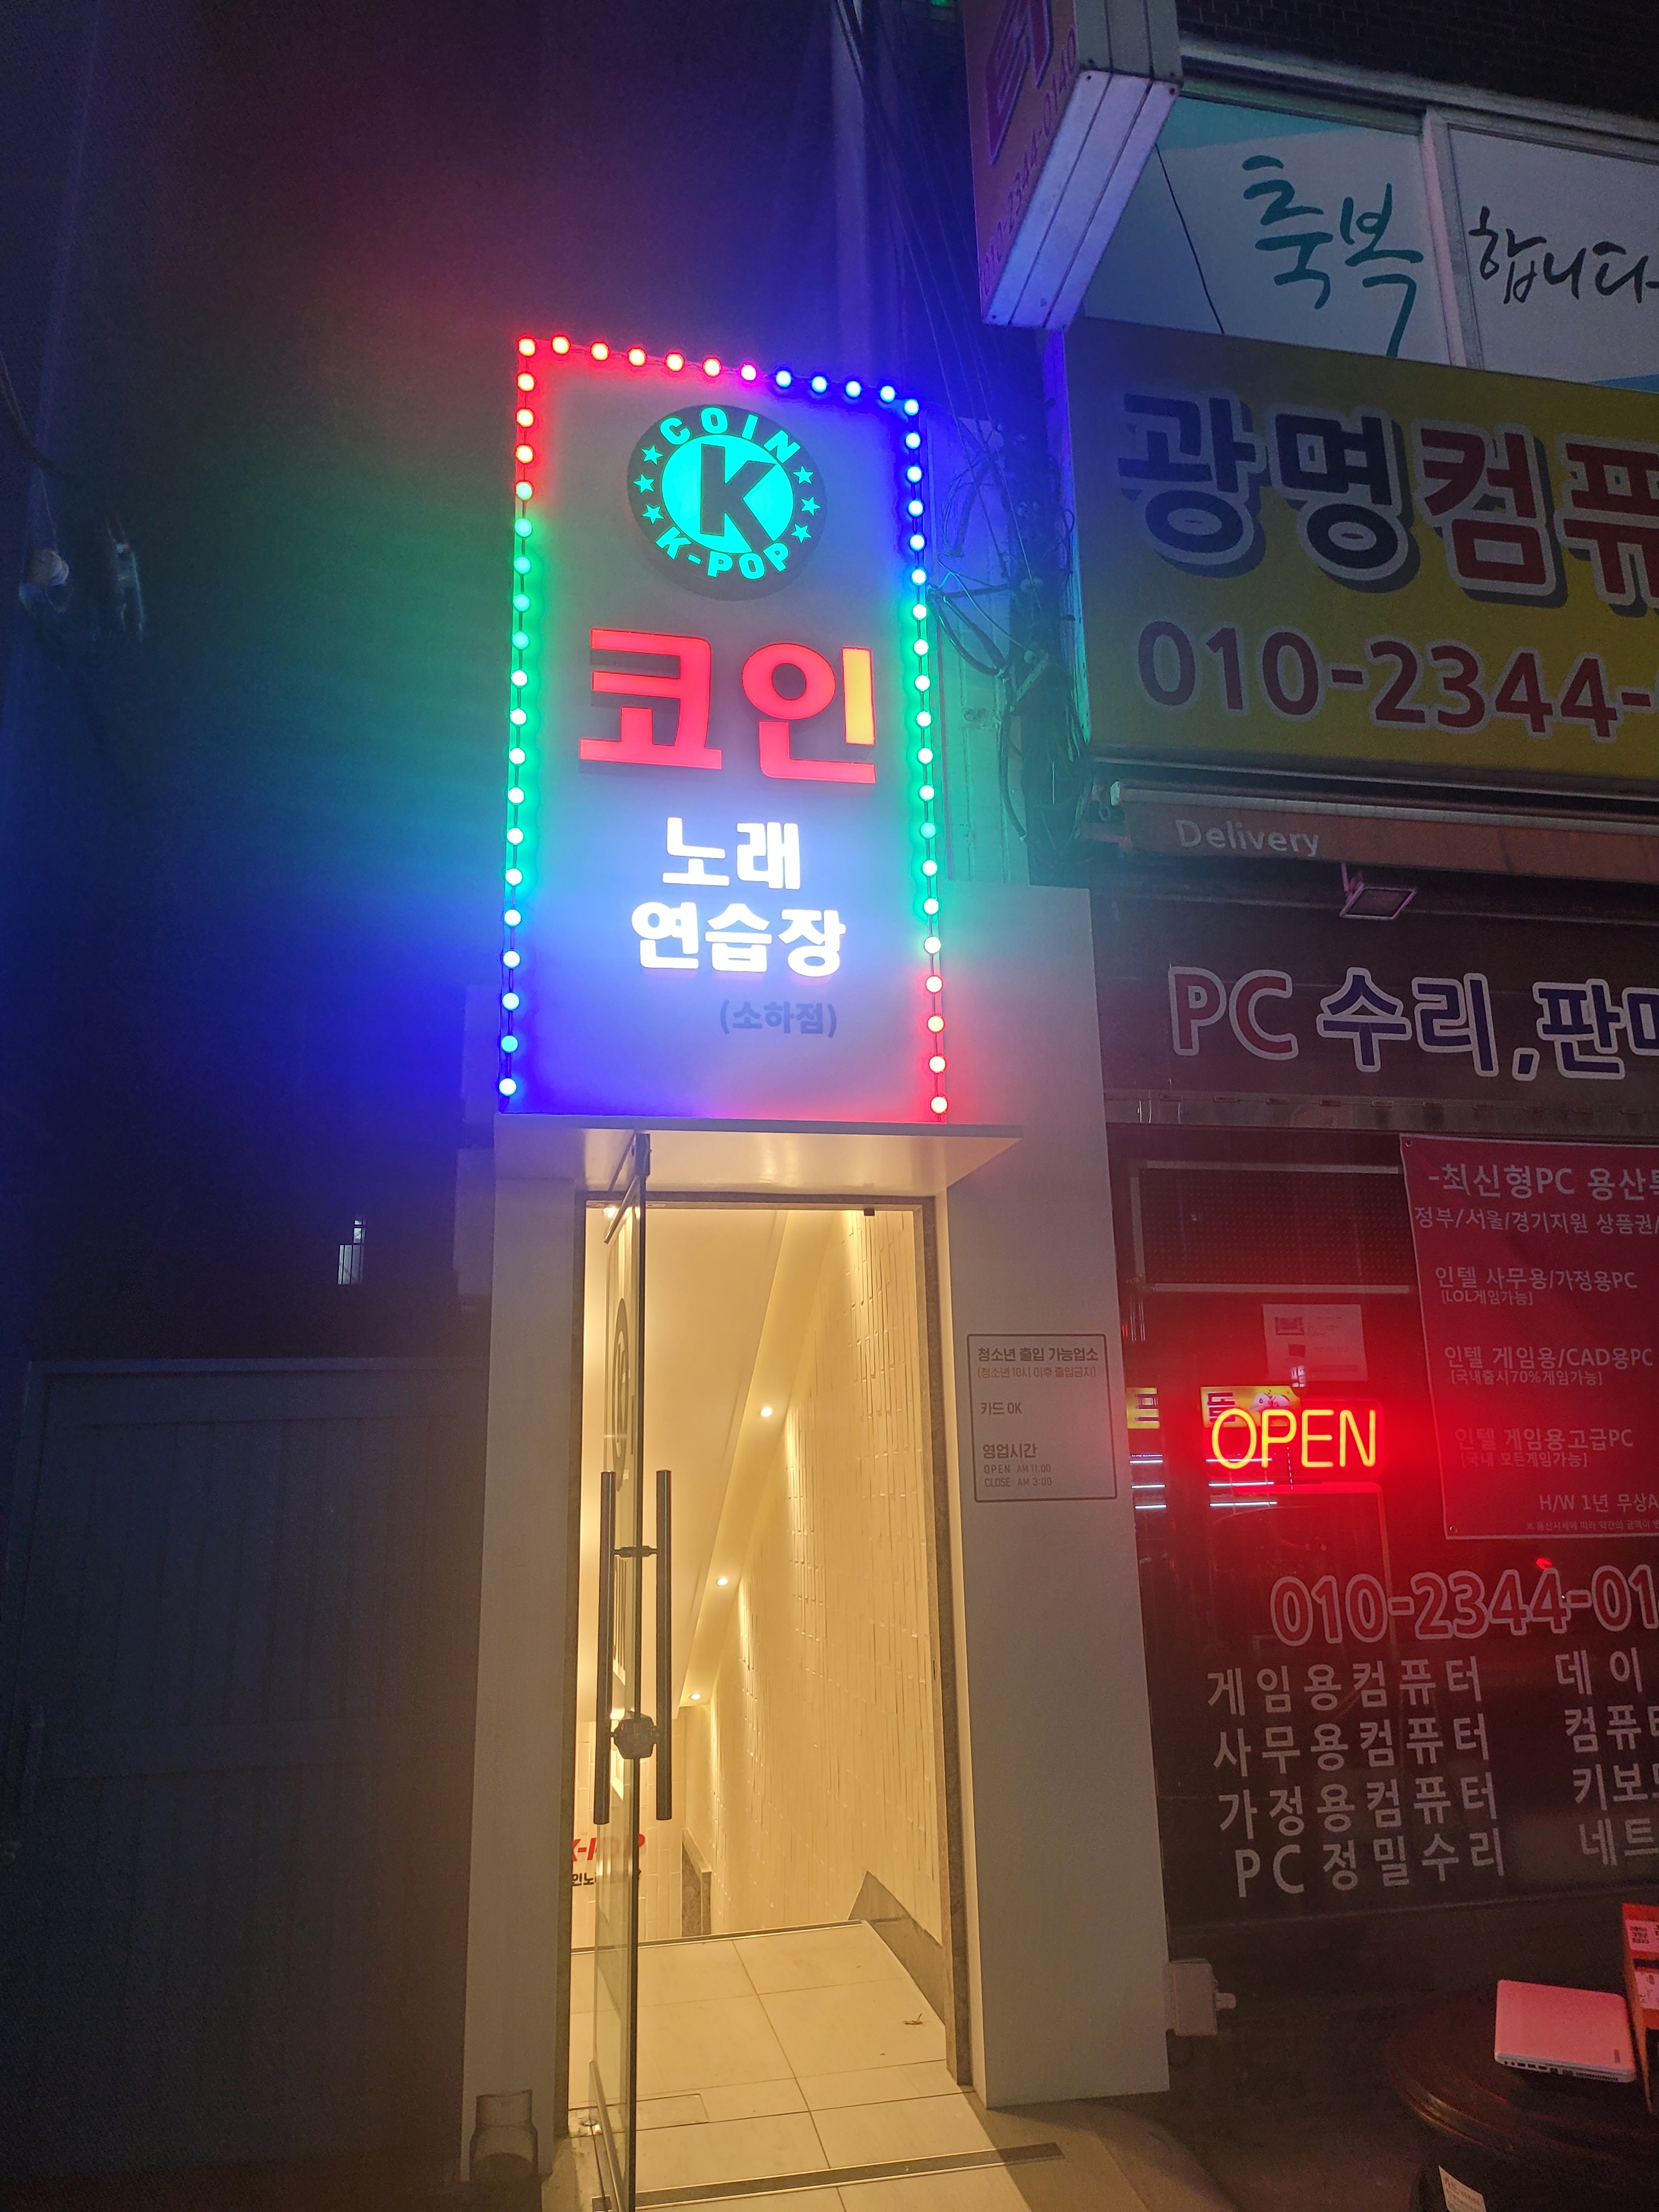 COIN
K
K-POP
코인
노래
연습장
(소하점)
청소년 출입 가능업소
(청소년 10시 이후 출입금지)
카드 OK
영업시간
OPEN AM 11:00
CLOSE AM 3:00
축복 합니다
광명컴퓨
010-2344-
Delivery
PC 수리,판매
-최신형PC 용산
정부/서울/경기지원 상품권/
인텔 사무용/가정용PC
[LOL게임가능]
인텔 게임용/CAD용PC
[국내출시70%게임가능]
인텔 게임용고급PC
[국내 모든게임가능]
H/W 1년 무상A
OPEN
010-2344-01
게임용컴퓨터 데이
사무용컴퓨터 컴퓨터
가정용컴퓨터 키보드
PC정밀수리 네트